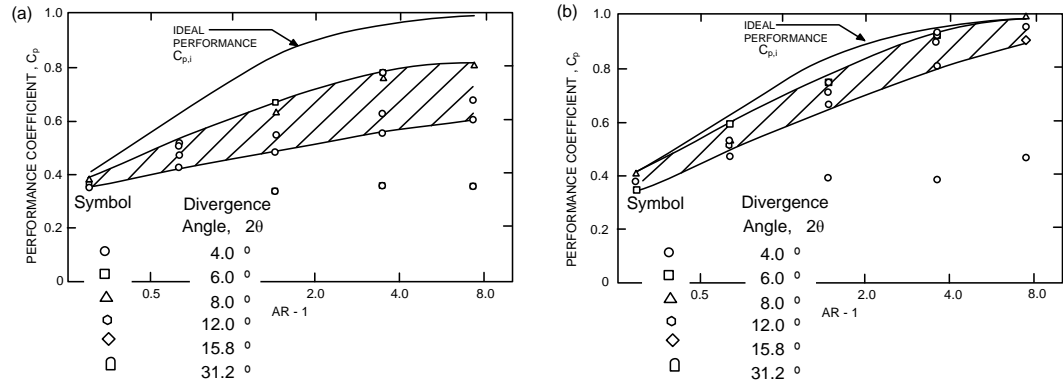 (a)
PERFORMANCE COEFFICIENT , Cp
1.0
0.8
0.6
0.4
0.2
0
IDEAL
PERFORMANCE
Cp,i
Symbol Divergence
Angle, 2θ
4.0 º
6.0 º
8.0 º
12.0 º
15.8 º
31.2 º
0.5 2.0 4.0 8.0
AR - 1
(b)
PERFORMANCE COEFFICIENT , Cp
1.0
0.8
0.6
0.4
0.2
0
IDEAL
PERFORMANCE
Cp,i
Symbol Divergence
Angle, 2θ
4.0 º
6.0 º
8.0 º
12.0 º
15.8 º
31.2 º
0.5 2.0 4.0 8.0
AR - 1